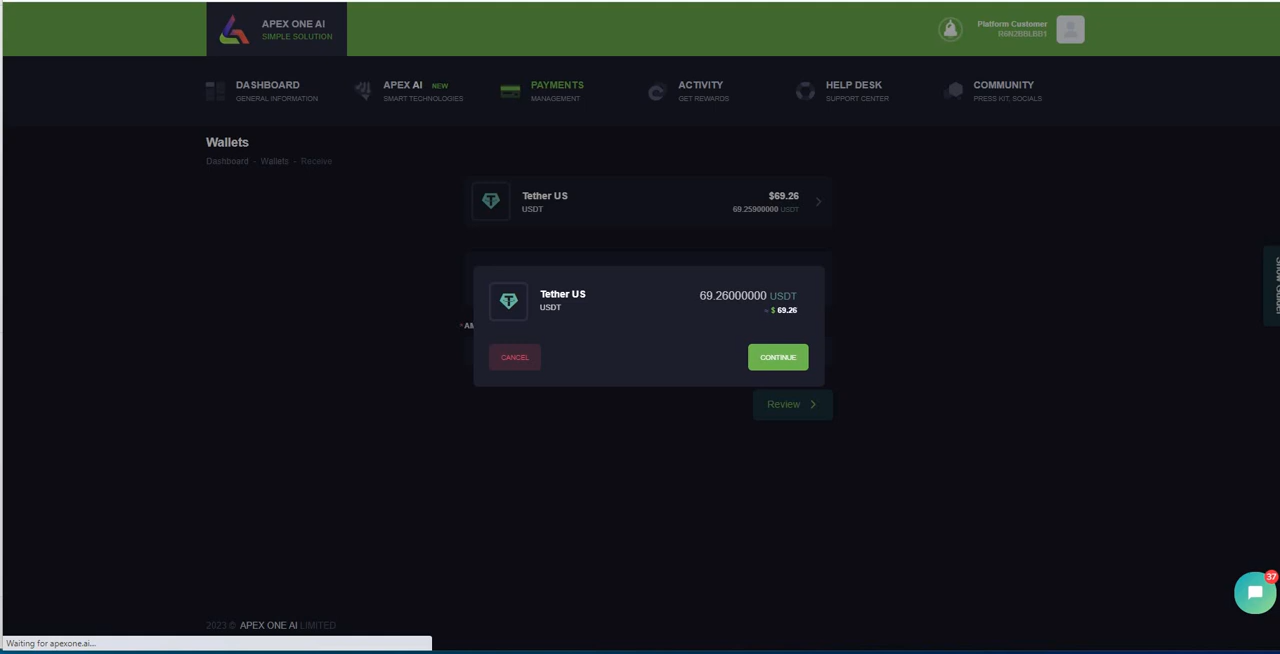 APEX ONE AI
SIMPLE SOLUTION
Platform Customer
R6N2BBLBB1
DASHBOARD
GENERAL INFORMATION
APEX AI NEW
SMART TECHNOLOGIES
PAYMENTS
MANAGEMENT
ACTIVITY
GET REWARDS
HELP DESK
SUPPORT CENTER
COMMUNITY
PRESS KIT, SOCIALS
Wallets
Dashboard - Wallets - Receive
Tether US
USDT
$69.26
69.25900000 USDT
Tether US
USDT
69.26000000 USDT
≈ $ 69.26
* AM
CANCEL
CONTINUE
Review
37
2023 © APEX ONE AI LIMITED
Waiting for apexone.ai...